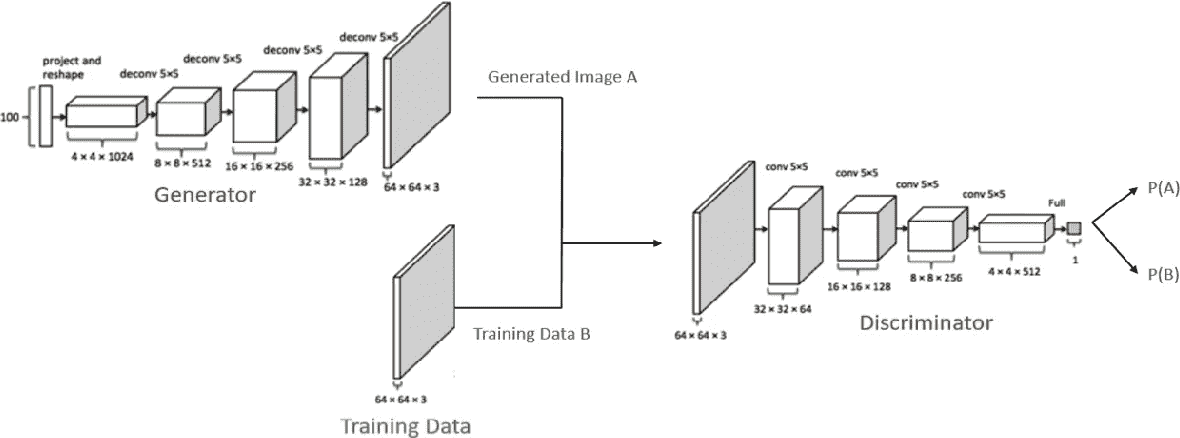 100
project and
reshape
4 × 4 × 1024
deconv 5×5
8 × 8 × 512
deconv 5×5
16 × 16 × 256
deconv 5×5
32 × 32 × 128
deconv 5×5
64 × 64 × 3
Generator
Generated Image A
64 × 64 × 3
Training Data
Training Data B
64 × 64 × 3
conv 5×5
32 × 32 × 64
conv 5×5
16 × 16 × 128
conv 5×5
8 × 8 × 256
conv 5×5
4 × 4 × 512
Full
1
Discriminator
P(A)
P(B)